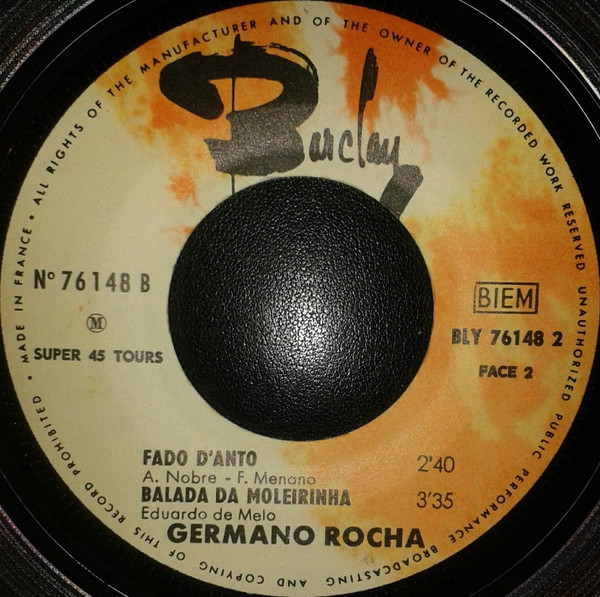 ALL RIGHTS OF THE MANUFACTURER AND OF THE OWNER OF THE RECORDED WORK RESERVED UNAUTHORIZED PUBLIC PERFORMANCE BROADCASTING AND COPYING OF THIS RECORD PROHIBITED • MADE IN FRANCE •
Barclay
Nº 76148 B
M
SUPER 45 TOURS
BIEM
BLY 76148 2
FACE 2
FADO D'ANTO 2'40
A. Nobre - F. Menano
BALADA DA MOLEIRINHA 3'35
Eduardo de Melo
GERMANO ROCHA